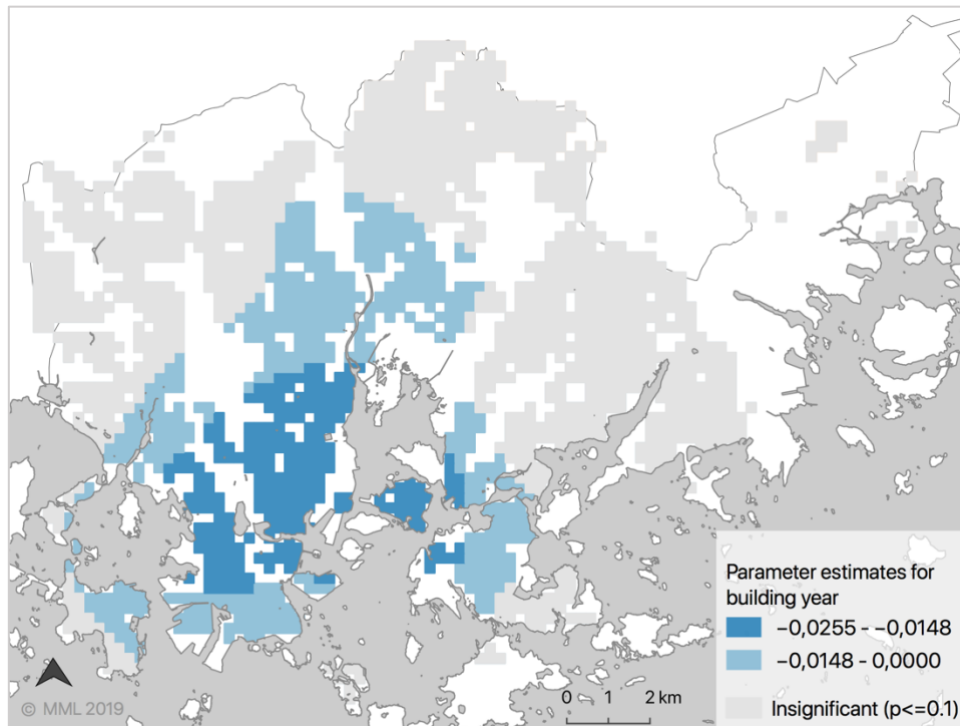 Parameter estimates for
building year
−0,0255 - −0,0148
−0,0148 - 0,0000
Insignificant (p<=0.1)
0 1 2 km
© MML 2019